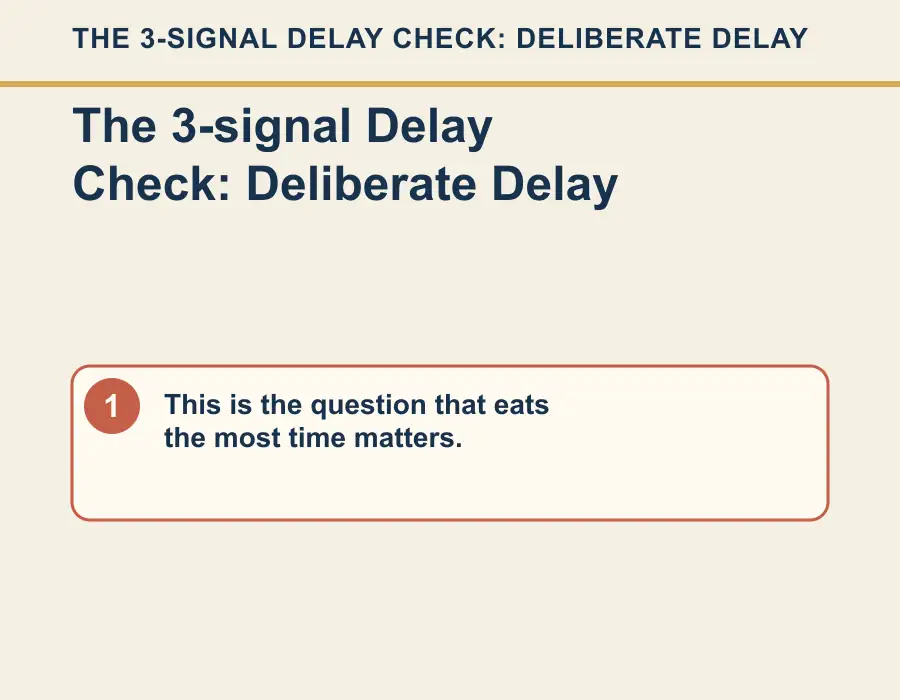 THE 3-SIGNAL DELAY CHECK: DELIBERATE DELAY
The 3-signal Delay
Check: Deliberate Delay
1
This is the question that eats
the most time matters.